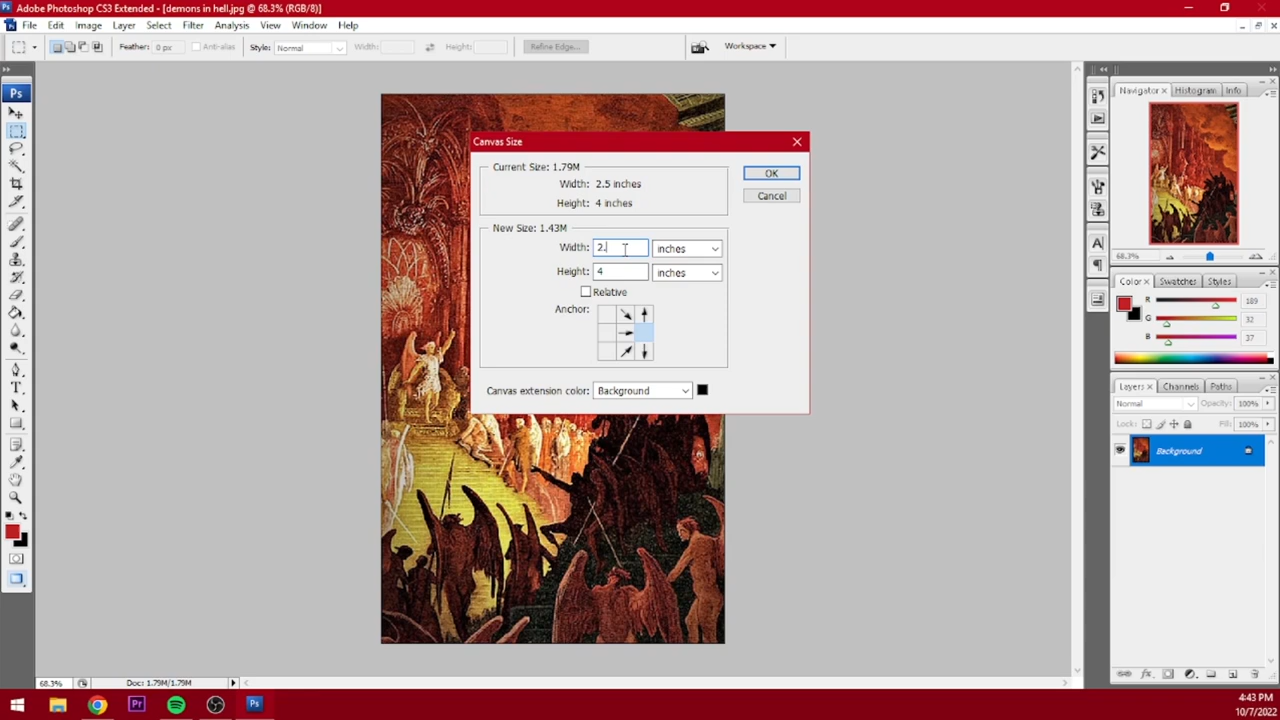 Adobe Photoshop CS3 Extended - [demons in hell.jpg @ 68.3% (RGB/8)]
File Edit Image Layer Select Analysis Filter View Window Help
Feather: 0 px Anti-alias Style: Normal Width: Height: Refine Edge... Workspace
Ps
Navigator Histogram Info
68.3%
Color Swatches Styles
R 189
G 32
B 37
Layers Channels Paths
Normal Opacity: 100%
Lock: Fill: 100%
Background
Canvas Size
Current Size: 1.79M
Width: 2.5 inches
Height: 4 inches
New Size: 1.43M
Width: 2. inches
Height: 4 inches
Relative
Anchor:
Canvas extension color: Background
OK
Cancel
A
T
68.3% Doc: 1.79M/1.79M
Pr Ps
4:43 PM
10/7/2022